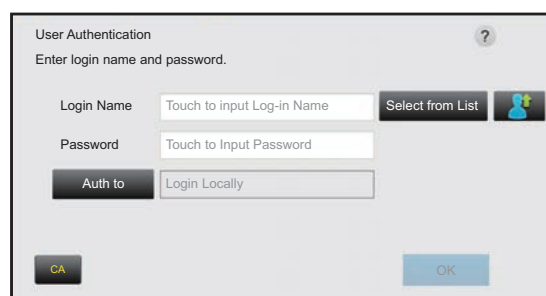 User Authentication
?
Enter login name and password.
Login Name Touch to input Log-in Name Select from List
Password Touch to Input Password
Auth to Login Locally
CA OK